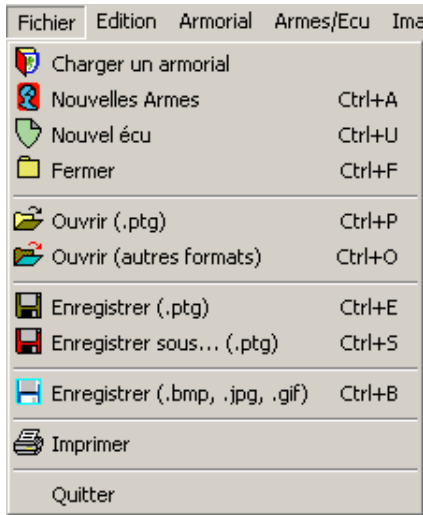 Fichier Edition Armorial Armes/Ecu Ima
Charger un armorial
Nouvelles Armes Ctrl+A
Nouvel écu Ctrl+U
Fermer Ctrl+F
Ouvrir (.ptg) Ctrl+P
Ouvrir (autres formats) Ctrl+O
Enregistrer (.ptg) Ctrl+E
Enregistrer sous... (.ptg) Ctrl+S
Enregistrer (.bmp, .jpg, .gif) Ctrl+B
Imprimer
Quitter